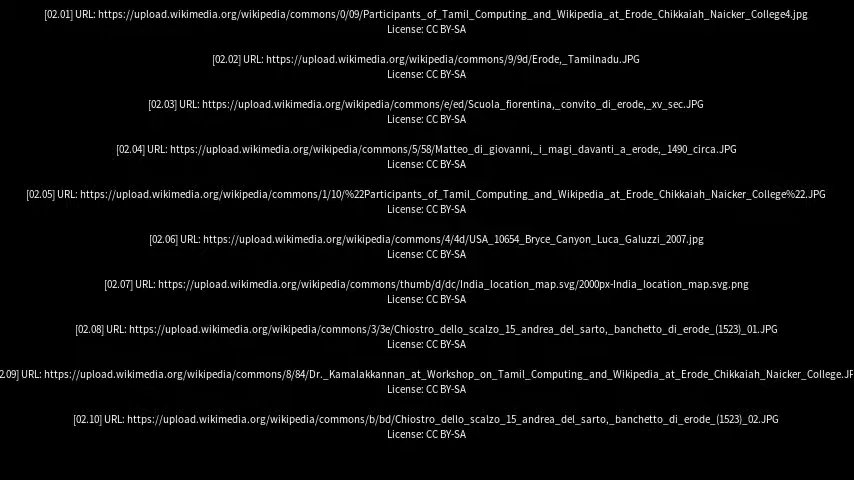 [02.01] URL: https://upload.wikimedia.org/wikipedia/commons/0/09/Participants_of_Tamil_Computing_and_Wikipedia_at_Erode_Chikkaiah_Naicker_College4.jpg
License: CC BY-SA
[02.02] URL: https://upload.wikimedia.org/wikipedia/commons/9/9d/Erode,_Tamilnadu.JPG
License: CC BY-SA
[02.03] URL: https://upload.wikimedia.org/wikipedia/commons/e/ed/Scuola_fiorentina,_convito_di_erode,_xv_sec.JPG
License: CC BY-SA
[02.04] URL: https://upload.wikimedia.org/wikipedia/commons/5/58/Matteo_di_giovanni,_i_magi_davanti_a_erode,_1490_circa.JPG
License: CC BY-SA
[02.05] URL: https://upload.wikimedia.org/wikipedia/commons/1/10/%22Participants_of_Tamil_Computing_and_Wikipedia_at_Erode_Chikkaiah_Naicker_College%22.JPG
License: CC BY-SA
[02.06] URL: https://upload.wikimedia.org/wikipedia/commons/4/4d/USA_10654_Bryce_Canyon_Luca_Galuzzi_2007.jpg
License: CC BY-SA
[02.07] URL: https://upload.wikimedia.org/wikipedia/commons/thumb/d/dc/India_location_map.svg/2000px-India_location_map.svg.png
License: CC BY-SA
[02.08] URL: https://upload.wikimedia.org/wikipedia/commons/3/3e/Chiostro_dello_scalzo_15_andrea_del_sarto,_banchetto_di_erode_(1523)_01.JPG
License: CC BY-SA
2.09] URL: https://upload.wikimedia.org/wikipedia/commons/8/84/Dr._Kamalakkannan_at_Workshop_on_Tamil_Computing_and_Wikipedia_at_Erode_Chikkaiah_Naicker_College.JP
License: CC BY-SA
[02.10] URL: https://upload.wikimedia.org/wikipedia/commons/b/bd/Chiostro_dello_scalzo_15_andrea_del_sarto,_banchetto_di_erode_(1523)_02.JPG
License: CC BY-SA